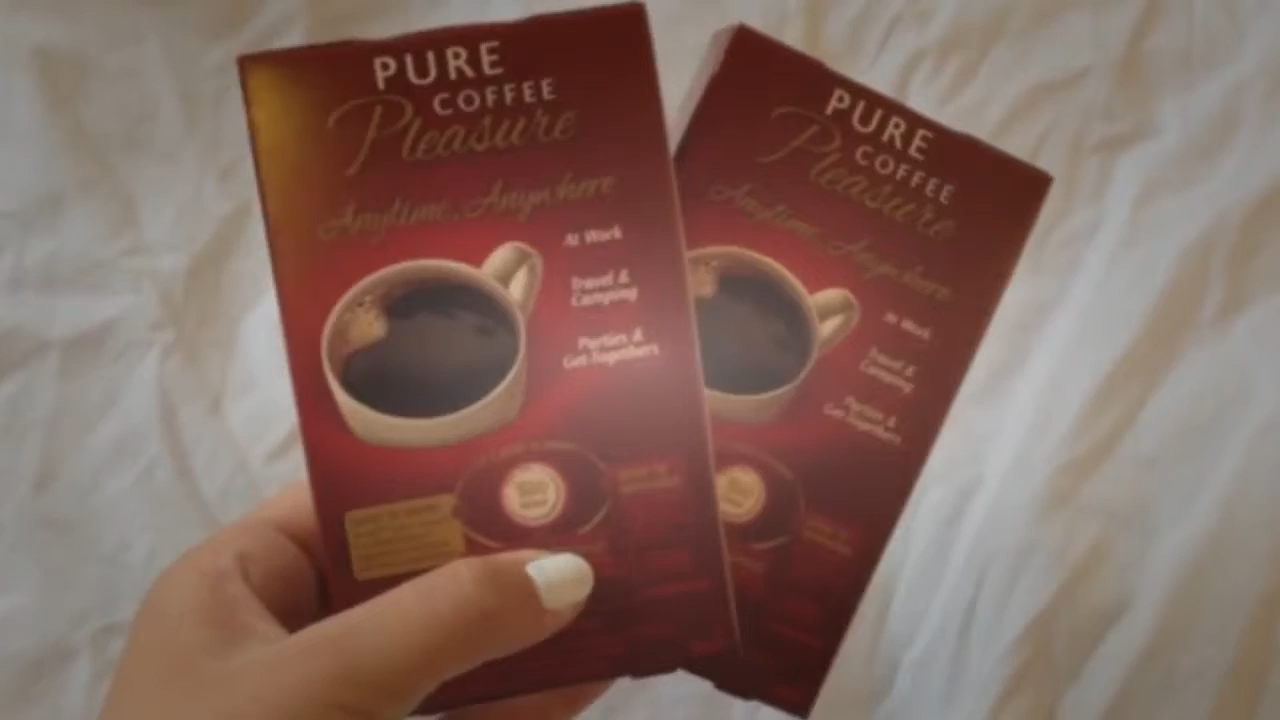 PURE
COFFEE
Pleasure
Anytime, Anywhere
At Work
Travel &
Camping
Parties &
Get-Togethers
PURE
COFFEE
Pleasure
Anytime, Anywhere
At Work
Travel &
Camping
Parties &
Get-Togethers